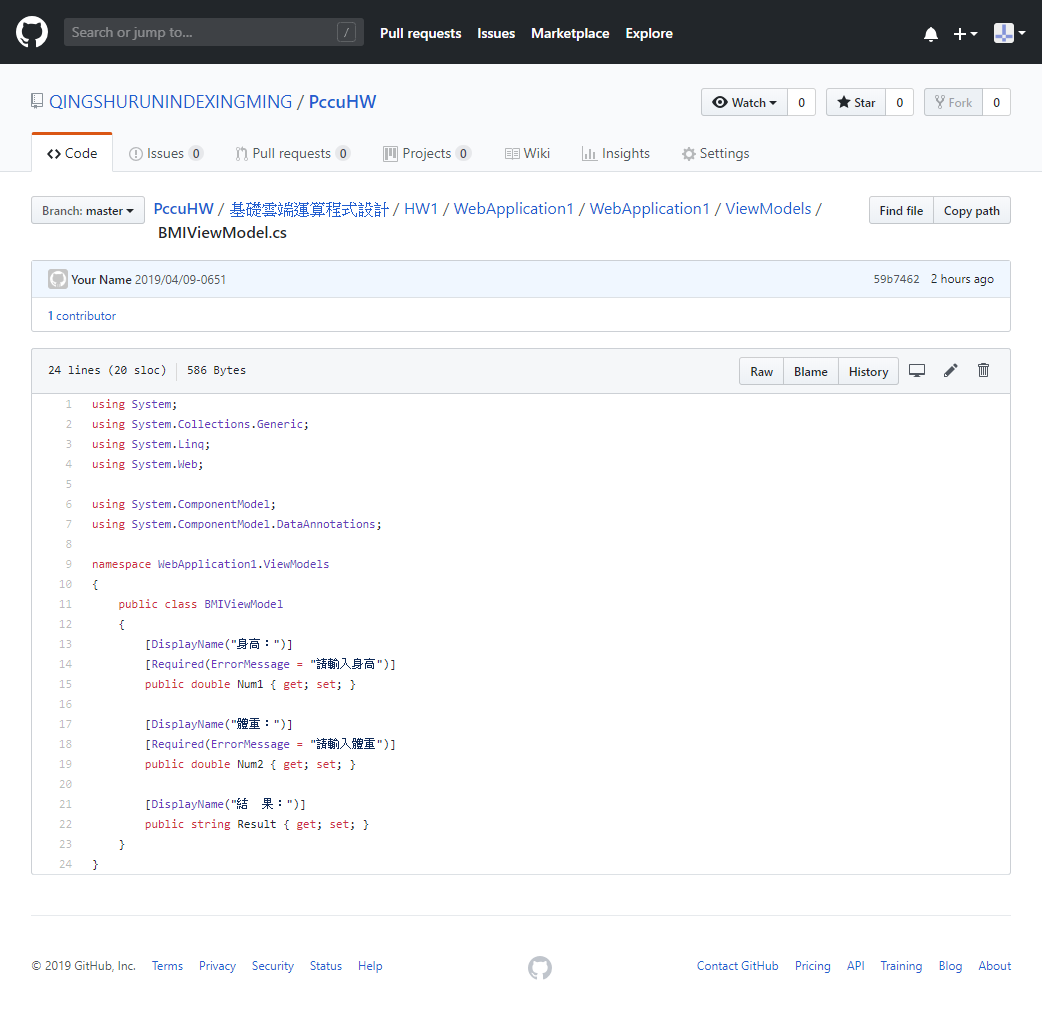 Search or jump to... / Pull requests Issues Marketplace Explore
QINGSHURUNINDEXINGMING / PccuHW Watch 0 Star 0 Fork 0
Code Issues 0 Pull requests 0 Projects 0 Wiki Insights Settings
Branch: master PccuHW / 基礎雲端運算程式設計 / HW1 / WebApplication1 / WebApplication1 / ViewModels / Find file Copy path
BMIViewModel.cs
Your Name 2019/04/09-0651 59b7462 2 hours ago
1 contributor
24 lines (20 sloc) 586 Bytes Raw Blame History
1 using System;
2 using System.Collections.Generic;
3 using System.Linq;
4 using System.Web;
5
6 using System.ComponentModel;
7 using System.ComponentModel.DataAnnotations;
8
9 namespace WebApplication1.ViewModels
10 {
11 public class BMIViewModel
12 {
13 [DisplayName("身高：")]
14 [Required(ErrorMessage = "請輸入身高")]
15 public double Num1 { get; set; }
16
17 [DisplayName("體重：")]
18 [Required(ErrorMessage = "請輸入體重")]
19 public double Num2 { get; set; }
20
21 [DisplayName("結　果：")]
22 public string Result { get; set; }
23 }
24 }
© 2019 GitHub, Inc. Terms Privacy Security Status Help Contact GitHub Pricing API Training Blog About